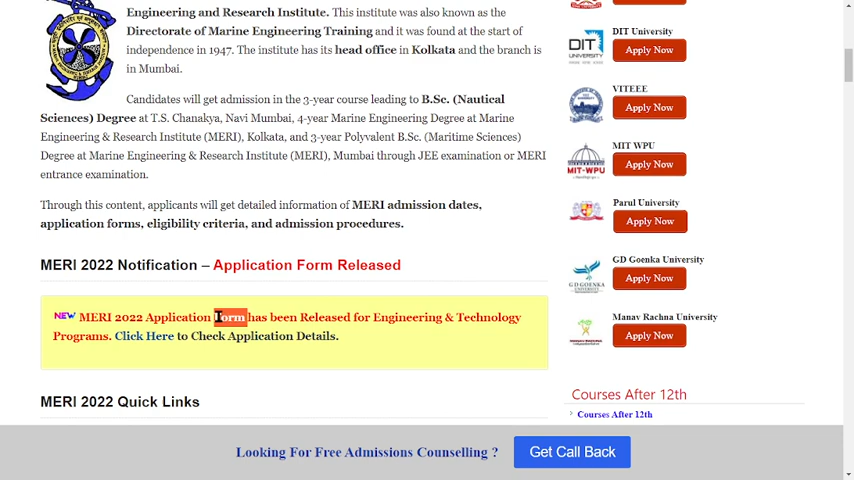 Engineering and Research Institute. This institute was also known as the
Directorate of Marine Engineering Training and it was found at the start of
independence in 1947. The institute has its head office in Kolkata and the branch is
in Mumbai.
Candidates will get admission in the 3-year course leading to B.Sc. (Nautical
Sciences) Degree at T.S. Chanakya, Navi Mumbai, 4-year Marine Engineering Degree at Marine
Engineering & Research Institute (MERI), Kolkata, and 3-year Polyvalent B.Sc. (Maritime Sciences)
Degree at Marine Engineering & Research Institute (MERI), Mumbai through JEE examination or MERI
entrance examination.
Through this content, applicants will get detailed information of MERI admission dates,
application forms, eligibility criteria, and admission procedures.
MERI 2022 Notification – Application Form Released
NEW MERI 2022 Application Form has been Released for Engineering & Technology
Programs. Click Here to Check Application Details.
MERI 2022 Quick Links
DIT University
DIT
UNIVERSITY
Apply Now
VITEEE
Apply Now
MIT WPU
MIT-WPU
Apply Now
Parul University
Apply Now
GD Goenka University
GD GOENKA
UNIVERSITY
Apply Now
Manav Rachna University
Apply Now
Courses After 12th
Courses After 12th
Looking For Free Admissions Counselling ?
Get Call Back